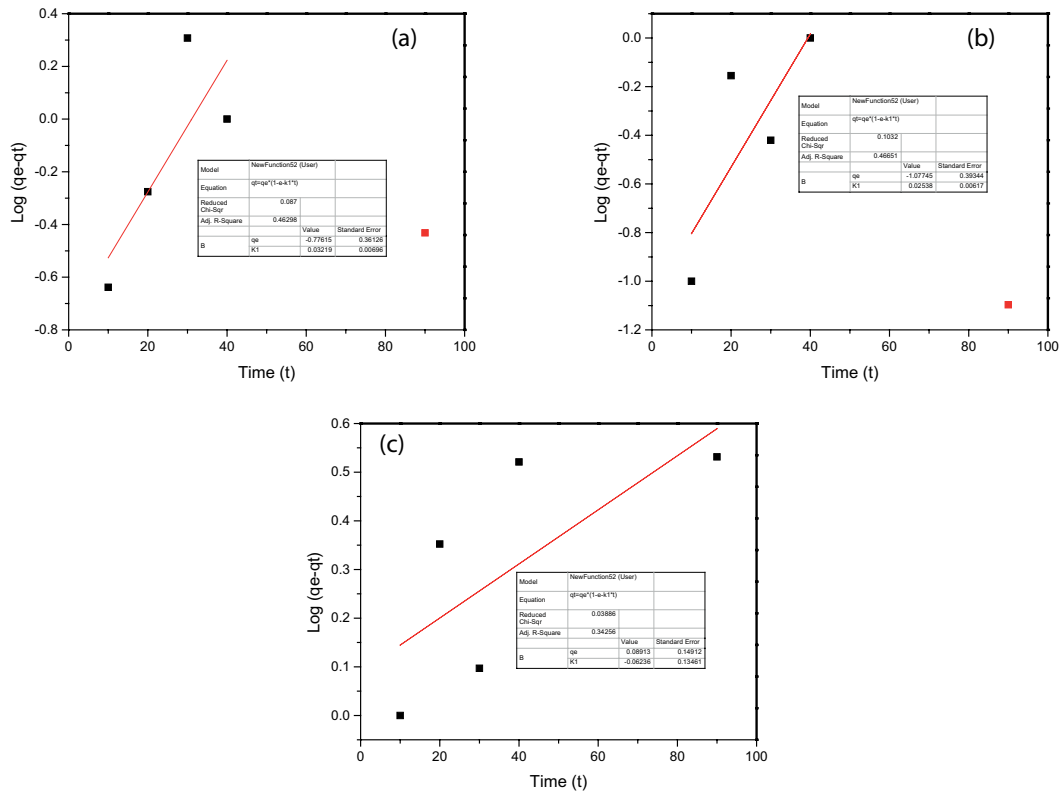 (a)
Log (qe-qt)
0.4
0.2
0.0
-0.2
-0.4
-0.6
-0.8
0 20 40 60 80 100
Time (t)
Model NewFunction52 (User)
Equation qt=qe*(1-e-k1*t)
Reduced
Chi-Sqr 0.087
Adj. R-Square 0.46298
Value Standard Error
B qe -0.77615 0.36126
K1 0.03219 0.00696
(b)
Log (qe-qt)
0.0
-0.2
-0.4
-0.6
-0.8
-1.0
-1.2
0 20 40 60 80 100
Time (t)
Model NewFunction52 (User)
Equation qt=qe*(1-e-k1*t)
Reduced
Chi-Sqr 0.1032
Adj. R-Square 0.46651
Value Standard Error
B qe -1.07745 0.39344
K1 0.02538 0.00617
(c)
Log (qe-qt)
0.6
0.5
0.4
0.3
0.2
0.1
0.0
0 20 40 60 80 100
Time (t)
Model NewFunction52 (User)
Equation qt=qe*(1-e-k1*t)
Reduced
Chi-Sqr 0.03886
Adj. R-Square 0.34256
Value Standard Error
B qe 0.08913 0.14912
K1 -0.06236 0.13461